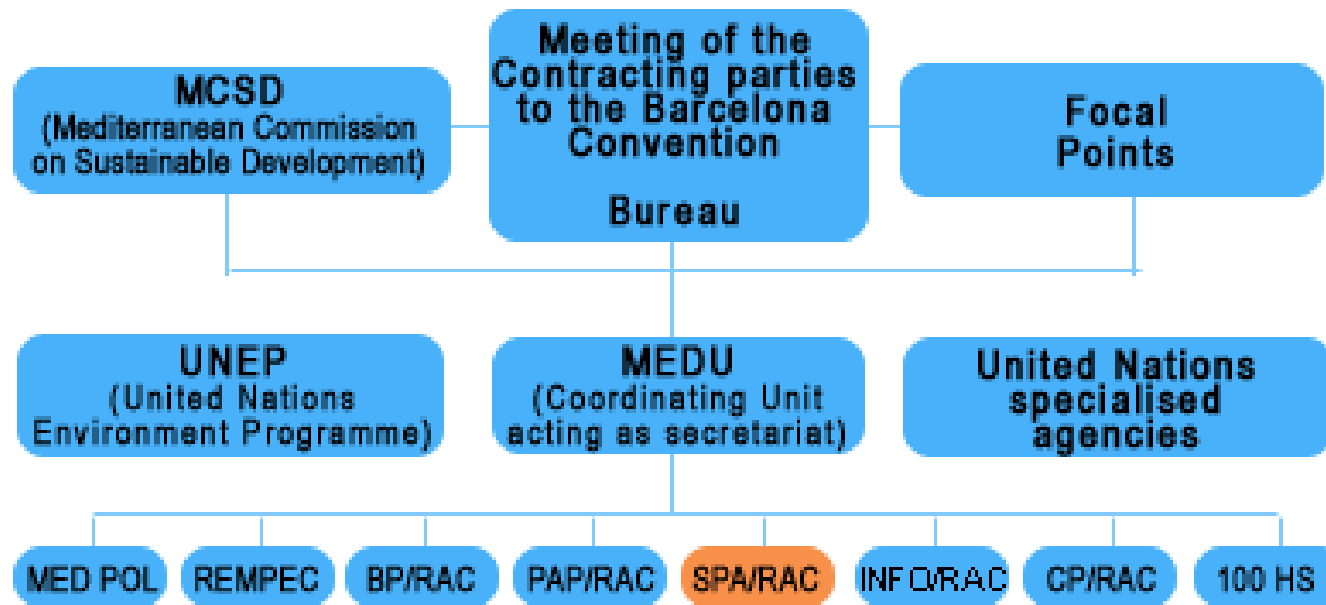 Meeting of the
Contracting parties
to the Barcelona
Convention
Bureau
MCSD
(Mediterranean Commission
on Sustainable Development)
Focal
Points
UNEP
(United Nations
Environment Programme)
MEDU
(Coordinating Unit
acting as secretariat)
United Nations
specialised
agencies
MED POL
REMPEC
BP/RAC
PAP/RAC
SPA/RAC
INFO/RAC
CP/RAC
100 HS